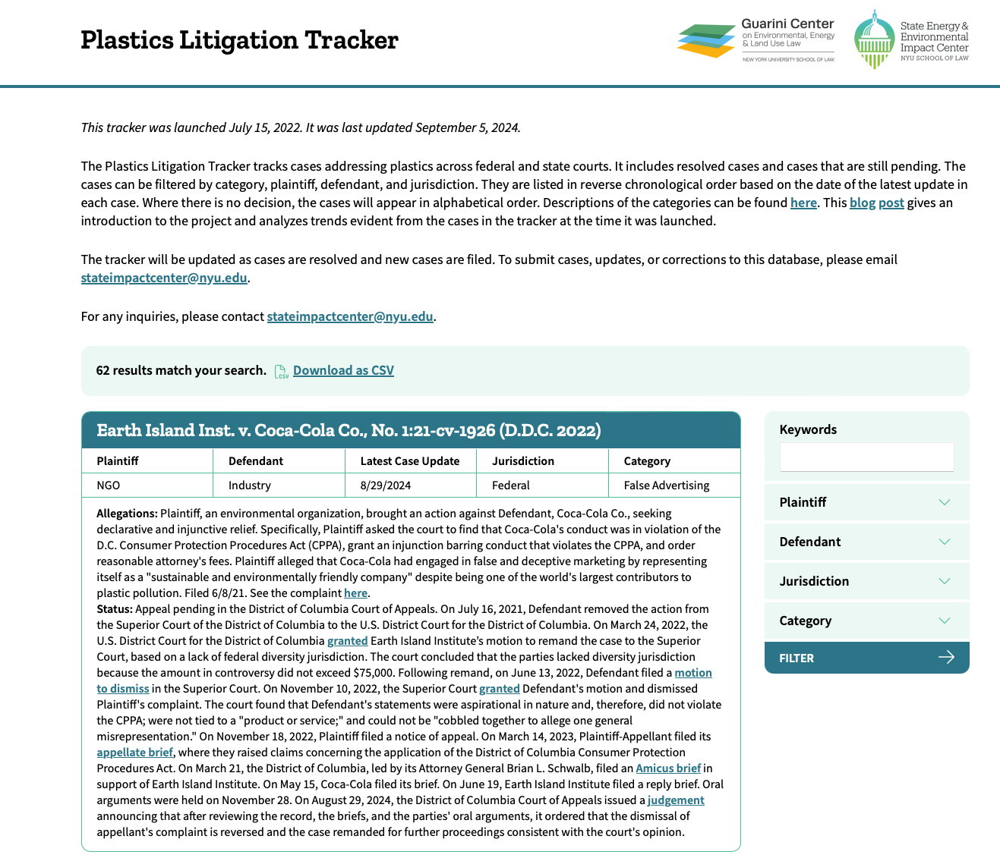 Plastics Litigation Tracker
Guarini Center
on Environmental, Energy
& Land Use Law
NEW YORK UNIVERSITY SCHOOL OF LAW
State Energy &
Environmental
Impact Center
NYU SCHOOL OF LAW
This tracker was launched July 15, 2022. It was last updated September 5, 2024.
The Plastics Litigation Tracker tracks cases addressing plastics across federal and state courts. It includes resolved cases and cases that are still pending. The
cases can be filtered by category, plaintiff, defendant, and jurisdiction. They are listed in reverse chronological order based on the date of the latest update in
each case. Where there is no decision, the cases will appear in alphabetical order. Descriptions of the categories can be found here. This blog post gives an
introduction to the project and analyzes trends evident from the cases in the tracker at the time it was launched.
The tracker will be updated as cases are resolved and new cases are filed. To submit cases, updates, or corrections to this database, please email
stateimpactcenter@nyu.edu.
For any inquiries, please contact stateimpactcenter@nyu.edu.
62 results match your search. CSV Download as CSV
Earth Island Inst. v. Coca-Cola Co., No. 1:21-cv-1926 (D.D.C. 2022)
Plaintiff Defendant Latest Case Update Jurisdiction Category
NGO Industry 8/29/2024 Federal False Advertising
Allegations: Plaintiff, an environmental organization, brought an action against Defendant, Coca-Cola Co., seeking
declarative and injunctive relief. Specifically, Plaintiff asked the court to find that Coca-Cola's conduct was in violation of the
D.C. Consumer Protection Procedures Act (CPPA), grant an injunction barring conduct that violates the CPPA, and order
reasonable attorney's fees. Plaintiff alleged that Coca-Cola had engaged in false and deceptive marketing by representing
itself as a "sustainable and environmentally friendly company" despite being one of the world's largest contributors to
plastic pollution. Filed 6/8/21. See the complaint here.
Status: Appeal pending in the District of Columbia Court of Appeals. On July 16, 2021, Defendant removed the action from
the Superior Court of the District of Columbia to the U.S. District Court for the District of Columbia. On March 24, 2022, the
U.S. District Court for the District of Columbia granted Earth Island Institute’s motion to remand the case to the Superior
Court, based on a lack of federal diversity jurisdiction. The court concluded that the parties lacked diversity jurisdiction
because the amount in controversy did not exceed $75,000. Following remand, on June 13, 2022, Defendant filed a motion
to dismiss in the Superior Court. On November 10, 2022, the Superior Court granted Defendant's motion and dismissed
Plaintiff's complaint. The court found that Defendant's statements were aspirational in nature and, therefore, did not violate
the CPPA; were not tied to a "product or service;" and could not be "cobbled together to allege one general
misrepresentation." On November 18, 2022, Plaintiff filed a notice of appeal. On March 14, 2023, Plaintiff-Appellant filed its
appellate brief, where they raised claims concerning the application of the District of Columbia Consumer Protection
Procedures Act. On March 21, the District of Columbia, led by its Attorney General Brian L. Schwalb, filed an Amicus brief in
support of Earth Island Institute. On May 15, Coca-Cola filed its brief. On June 19, Earth Island Institute filed a reply brief. Oral
arguments were held on November 28. On August 29, 2024, the District of Columbia Court of Appeals issued a judgement
announcing that after reviewing the record, the briefs, and the parties' oral arguments, it ordered that the dismissal of
appellant's complaint is reversed and the case remanded for further proceedings consistent with the court's opinion.
Keywords
Plaintiff
Defendant
Jurisdiction
Category
FILTER